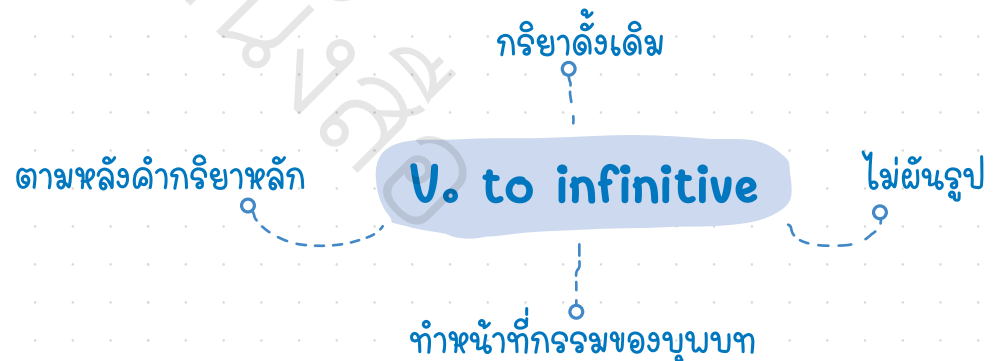 กริยาดั้งเดิม
ตามหลังคำกริยาหลัก
V. to infinitive
ไม่ผันรูป
ทำหน้าที่กรรมของบุพบท